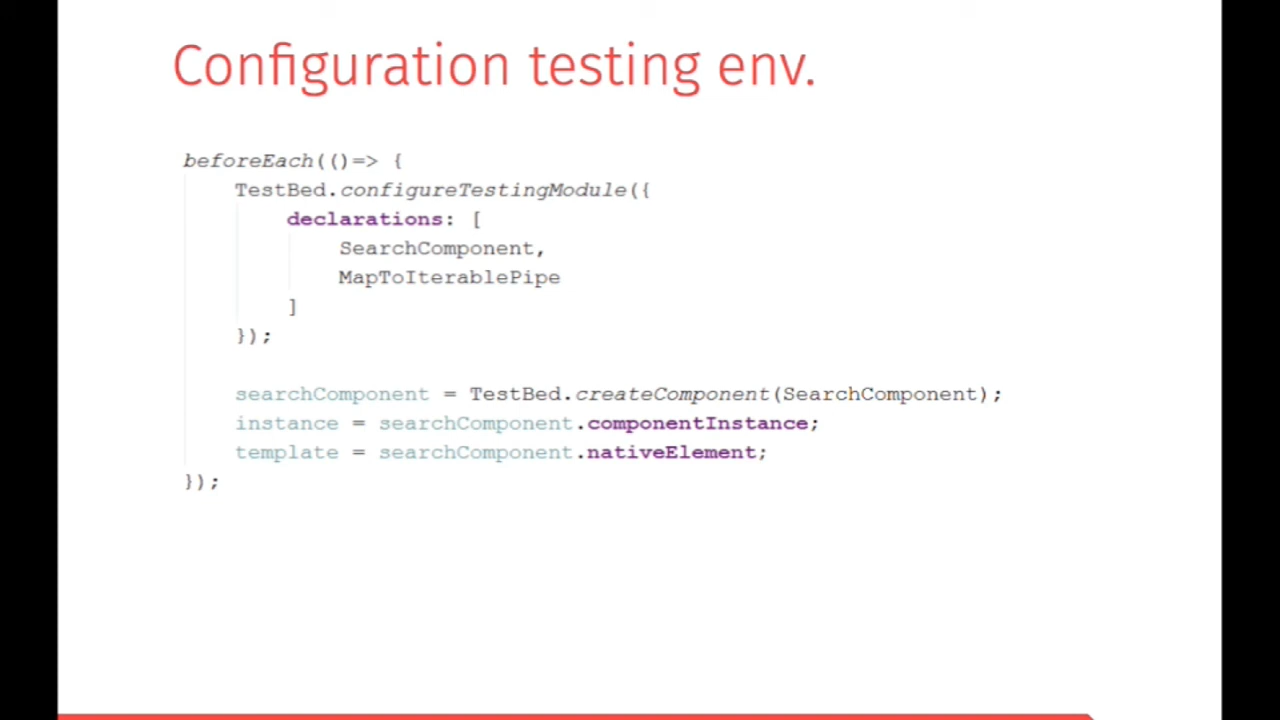 Configuration testing env.
beforeEach(()=> {
    TestBed.configureTestingModule({
        declarations: [
            SearchComponent,
            MapToIterablePipe
        ]
    });
    searchComponent = TestBed.createComponent(SearchComponent);
    instance = searchComponent.componentInstance;
    template = searchComponent.nativeElement;
});